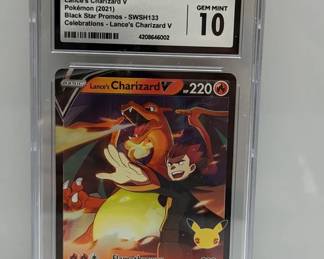 Lance's Charizard V
Pokémon (2021)
Black Star Promos - SWSH133
Celebrations - Lance's Charizard V
GEM MINT
10
4208646002
BASIC
Lance's Charizard V
HP 220